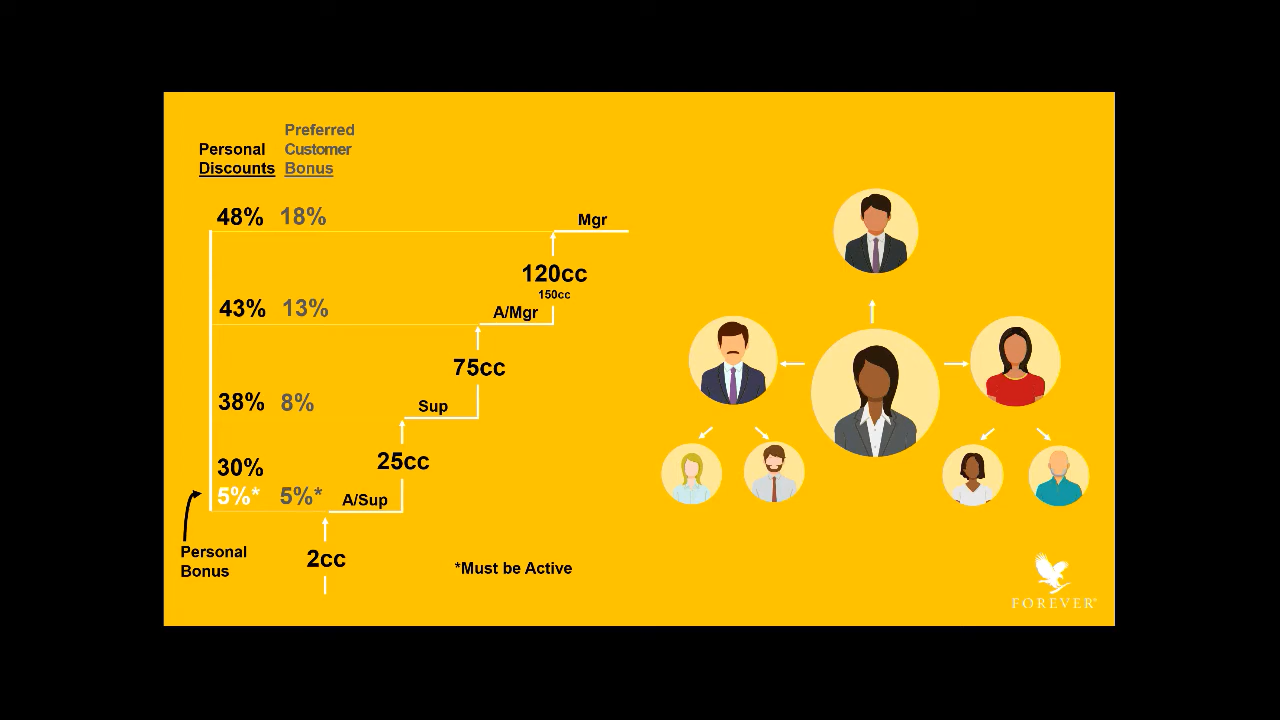 Preferred
Personal Customer
Discounts Bonus
48% 18%
Mgr
120cc
150cc
43% 13%
A/Mgr
75cc
38% 8%
Sup
30%
25cc
5%* 5%*
A/Sup
Personal
Bonus
2cc
*Must be Active
FOREVER®